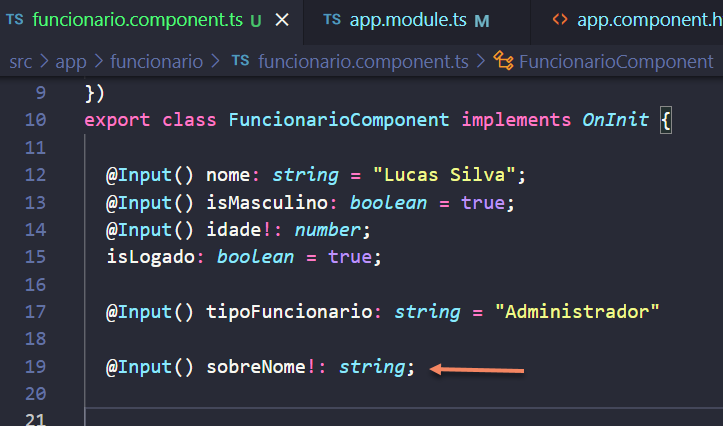 TS funcionario.component.ts U × TS app.module.ts M <> app.component.h
src > app > funcionario > TS funcionario.component.ts > FuncionarioComponent
9 })
10 export class FuncionarioComponent implements OnInit {
11
12 @Input() nome: string = "Lucas Silva";
13 @Input() isMasculino: boolean = true;
14 @Input() idade!: number;
15 isLogado: boolean = true;
16
17 @Input() tipoFuncionario: string = "Administrador"
18
19 @Input() sobreNome!: string;
20
21